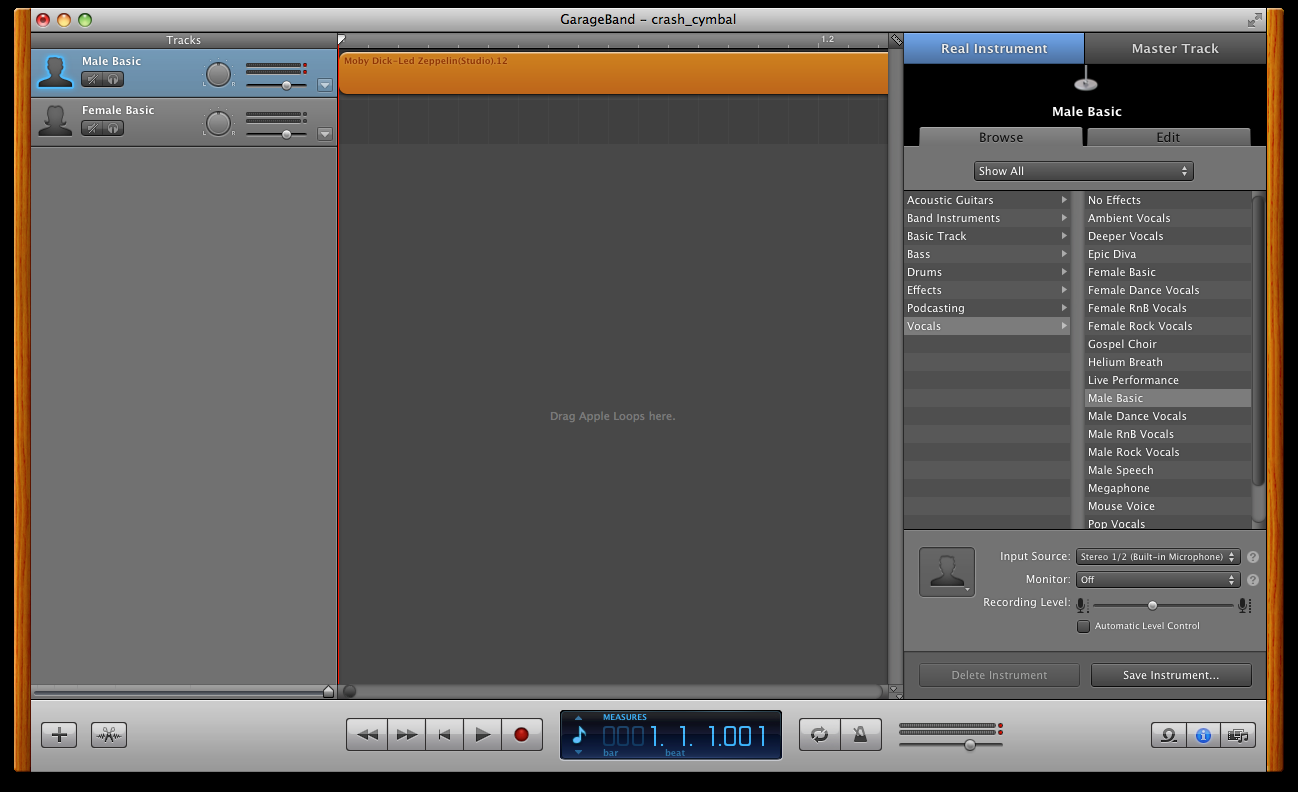 GarageBand – crash_cymbal
Tracks
1.2
Real Instrument
Master Track
Male Basic
L R
Moby Dick-Led Zeppelin(Studio).12
Female Basic
L R
Drag Apple Loops here.
Male Basic
Browse
Edit
Show All
Acoustic Guitars
Band Instruments
Basic Track
Bass
Drums
Effects
Podcasting
Vocals
No Effects
Ambient Vocals
Deeper Vocals
Epic Diva
Female Basic
Female Dance Vocals
Female RnB Vocals
Female Rock Vocals
Gospel Choir
Helium Breath
Live Performance
Male Basic
Male Dance Vocals
Male RnB Vocals
Male Rock Vocals
Male Speech
Megaphone
Mouse Voice
Pop Vocals
Input Source: Stereo 1/2 (Built-in Microphone) ?
Monitor: Off ?
Recording Level:
Automatic Level Control
Delete Instrument
Save Instrument...
MEASURES
0001. 1. 1.001
bar beat